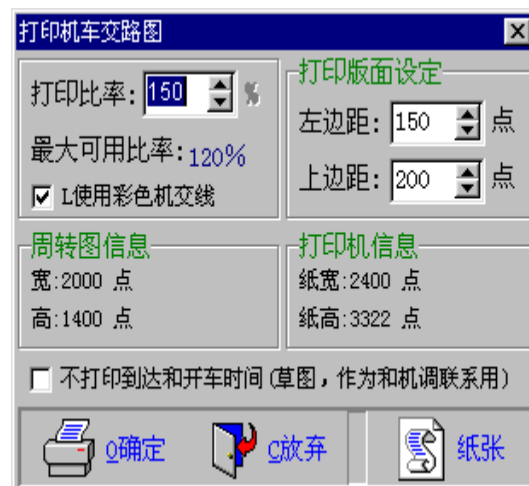 打印机车交路图
打印比率: 150 %
最大可用比率: 120%
L使用彩色机交线
打印版面设定
左边距: 150 点
上边距: 200 点
周转图信息
宽:2000 点
高:1400 点
打印机信息
纸宽:2400 点
纸高:3322 点
不打印到达和开车时间(草图，作为和机调联系用)
O确定 C放弃 纸张